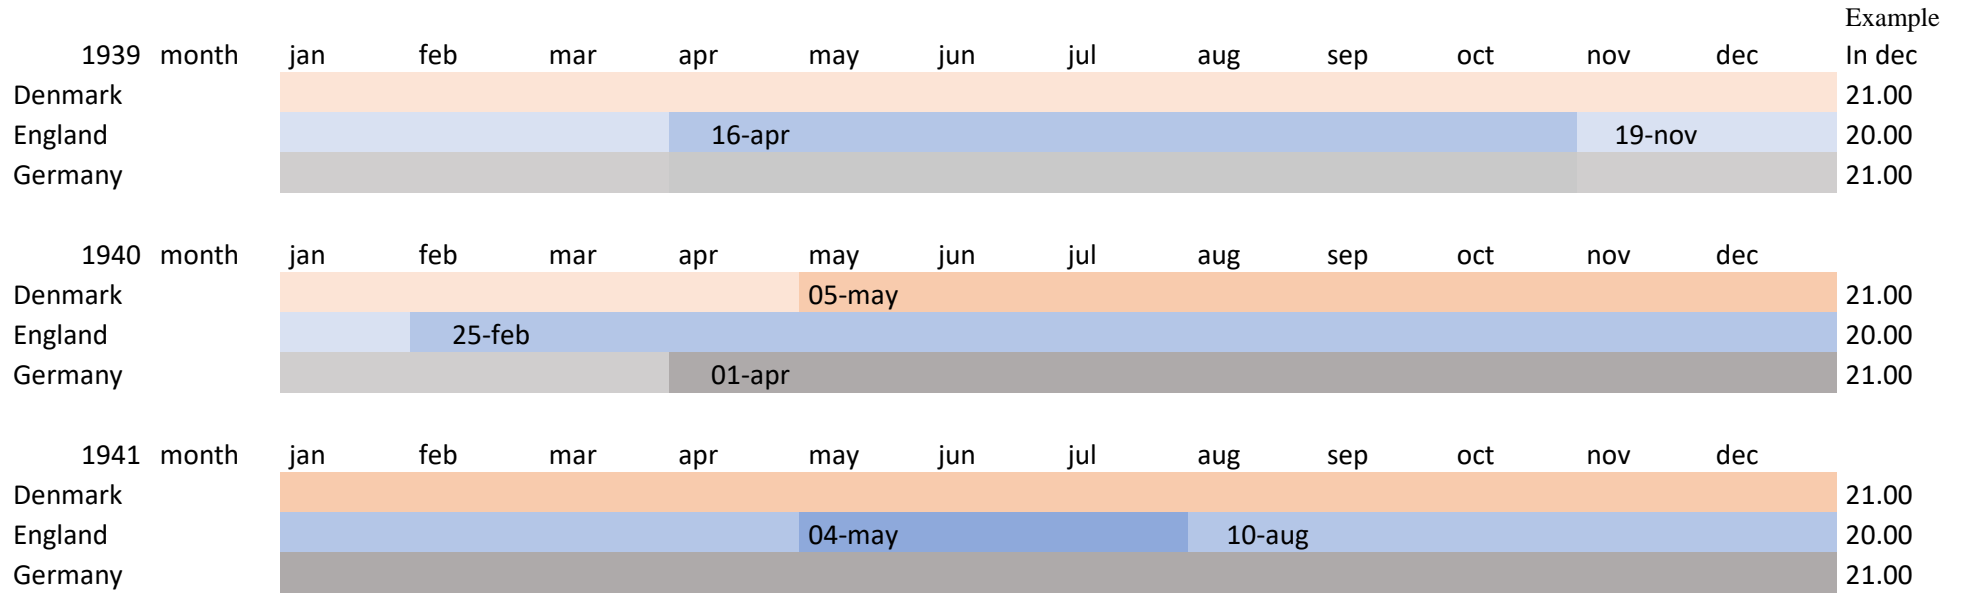 Example
1939 month jan feb mar apr may jun jul aug sep oct nov dec In dec
Denmark 21.00
England 16-apr 19-nov 20.00
Germany 21.00
1940 month jan feb mar apr may jun jul aug sep oct nov dec
Denmark 05-may 21.00
England 25-feb 20.00
Germany 01-apr 21.00
1941 month jan feb mar apr may jun jul aug sep oct nov dec
Denmark 21.00
England 04-may 10-aug 20.00
Germany 21.00